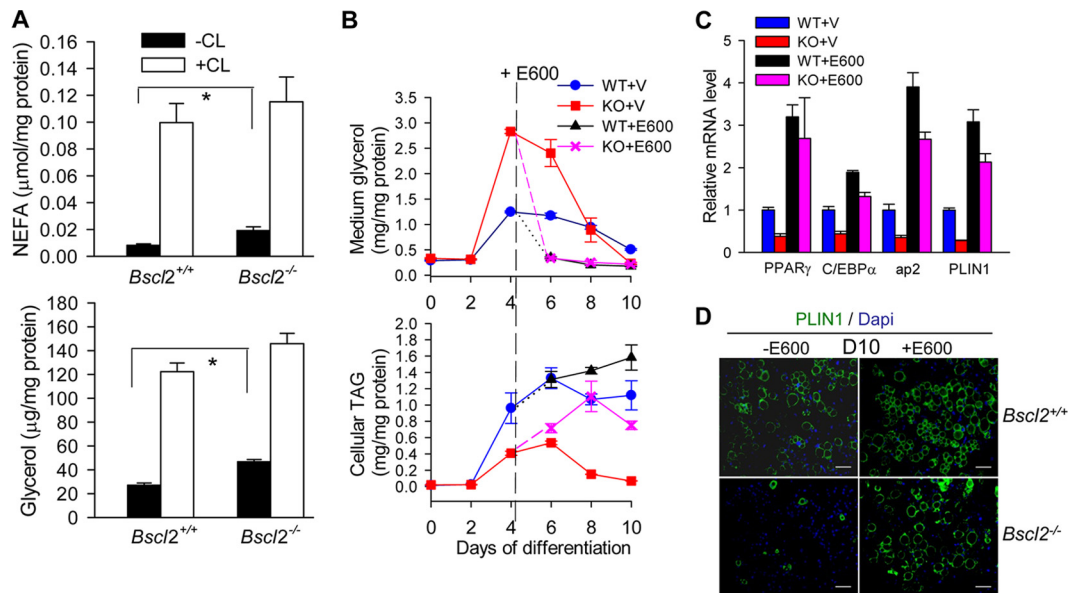 A
-CL
+CL
*
NEFA (μmol/mg protein)
0.16
0.14
0.12
0.10
0.08
0.06
0.04
0.02
0.00
Bscl2+/+
Bscl2-/-
Glycerol (μg/mg protein)
180
160
140
120
100
80
60
40
20
0
*
Bscl2+/+
Bscl2-/-
B
+ E600
WT+V
KO+V
WT+E600
KO+E600
Medium glycerol
(mg/mg protein)
3.5
3.0
2.5
2.0
1.5
1.0
0.5
0.0
0 2 4 6 8 10
Cellular TAG
(mg/mg protein)
2.0
1.8
1.6
1.4
1.2
1.0
0.8
0.6
0.4
0.2
0.0
0 2 4 6 8 10
Days of differentiation
C
WT+V
KO+V
WT+E600
KO+E600
Relative mRNA level
5
4
3
2
1
0
PPARγ C/EBPα ap2 PLIN1
D
PLIN1 / Dapi
-E600 D10 +E600
Bscl2+/+
Bscl2-/-